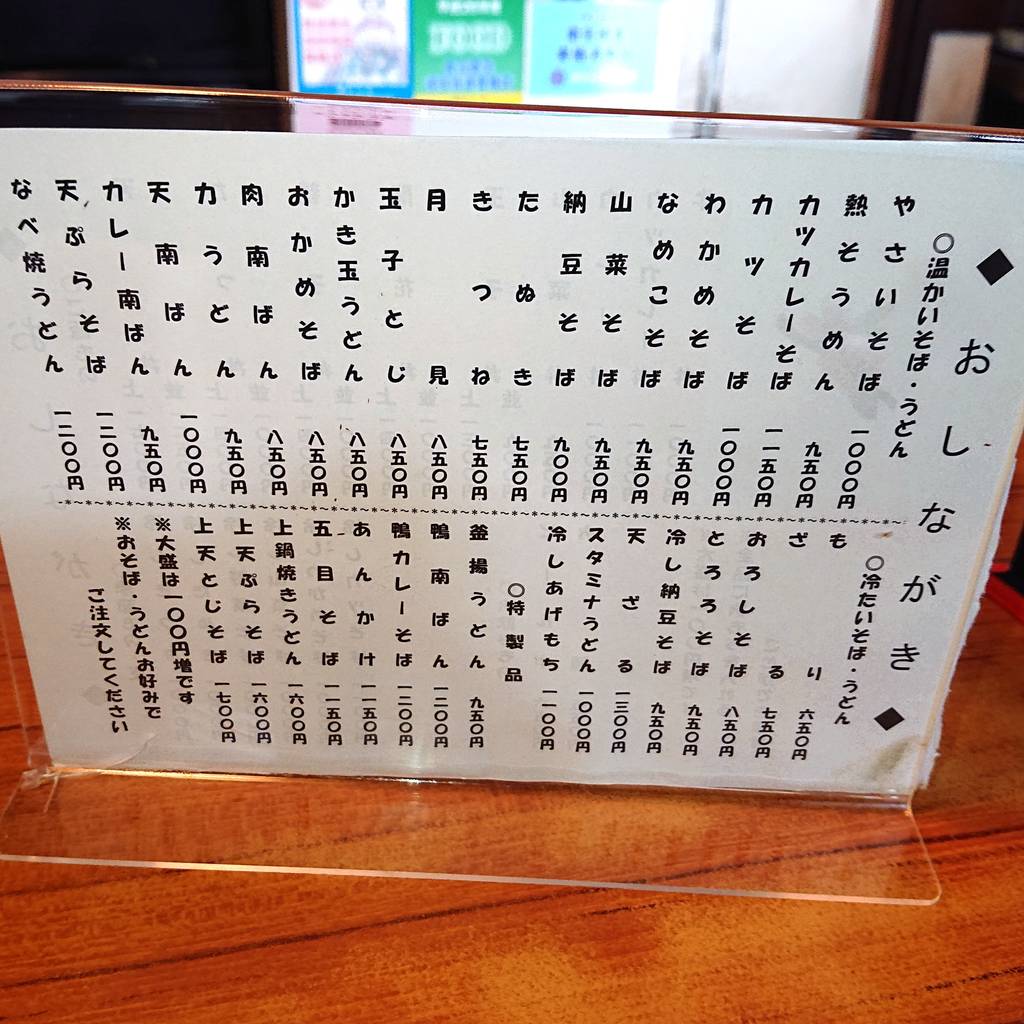 ◆おしながき◆
○温かいそば・うどん
やさいそば 一〇〇〇円
熱そうめん 九五〇円
カツカレーそば 一一五〇円
カツそば 一〇〇〇円
わかめそば 九五〇円
なめこそば 九五〇円
山菜そば 九五〇円
納豆そば 九〇〇円
たぬき 七五〇円
きつね 七五〇円
月見 八五〇円
玉子とじ 八五〇円
かき玉うどん 八五〇円
おかめそば 八五〇円
肉南ばん 八五〇円
力うどん 九五〇円
天南ばん 一〇〇〇円
カレー南ばん 九五〇円
天ぷらそば 一二〇〇円
なべ焼うどん 一二〇〇円
○冷たいそば・うどん
もり 六五〇円
ざる 七五〇円
おろしそば 八五〇円
とろろそば 九五〇円
冷し納豆そば 九五〇円
天ざる 一三〇〇円
スタミナうどん 一〇〇〇円
冷しあげもち 一一〇〇円
○特製品
釜揚うどん 九五〇円
鴨南ばん 一二〇〇円
鴨カレーそば 一二〇〇円
あんかけ 一一五〇円
五目そば 一一五〇円
上鍋焼きうどん 一六〇〇円
上天ぷらそば 一六〇〇円
上天とじそば 一七〇〇円
※大盛は一〇〇円増です
※おそば・うどんお好みで
ご注文してください